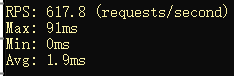 RPS: 617.8 (requests/second)
Max: 91ms
Min: 0ms
Avg: 1.9ms